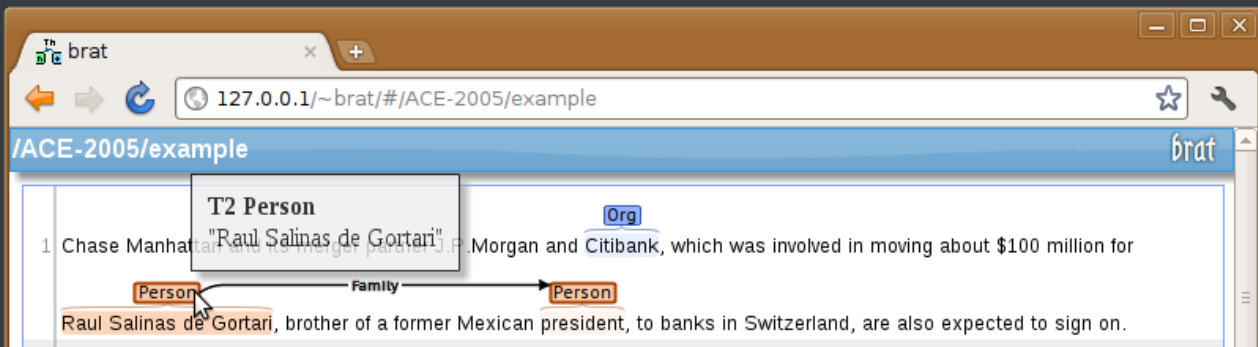 Th
brat
127.0.0.1/~brat/#/ACE-2005/example
/ACE-2005/example
brat
T2 Person
"Raul Salinas de Gortari"
Org
1 Chase Manhattan and its merger partner J.P.Morgan and Citibank, which was involved in moving about $100 million for
Person Family Person
Raul Salinas de Gortari, brother of a former Mexican president, to banks in Switzerland, are also expected to sign on.